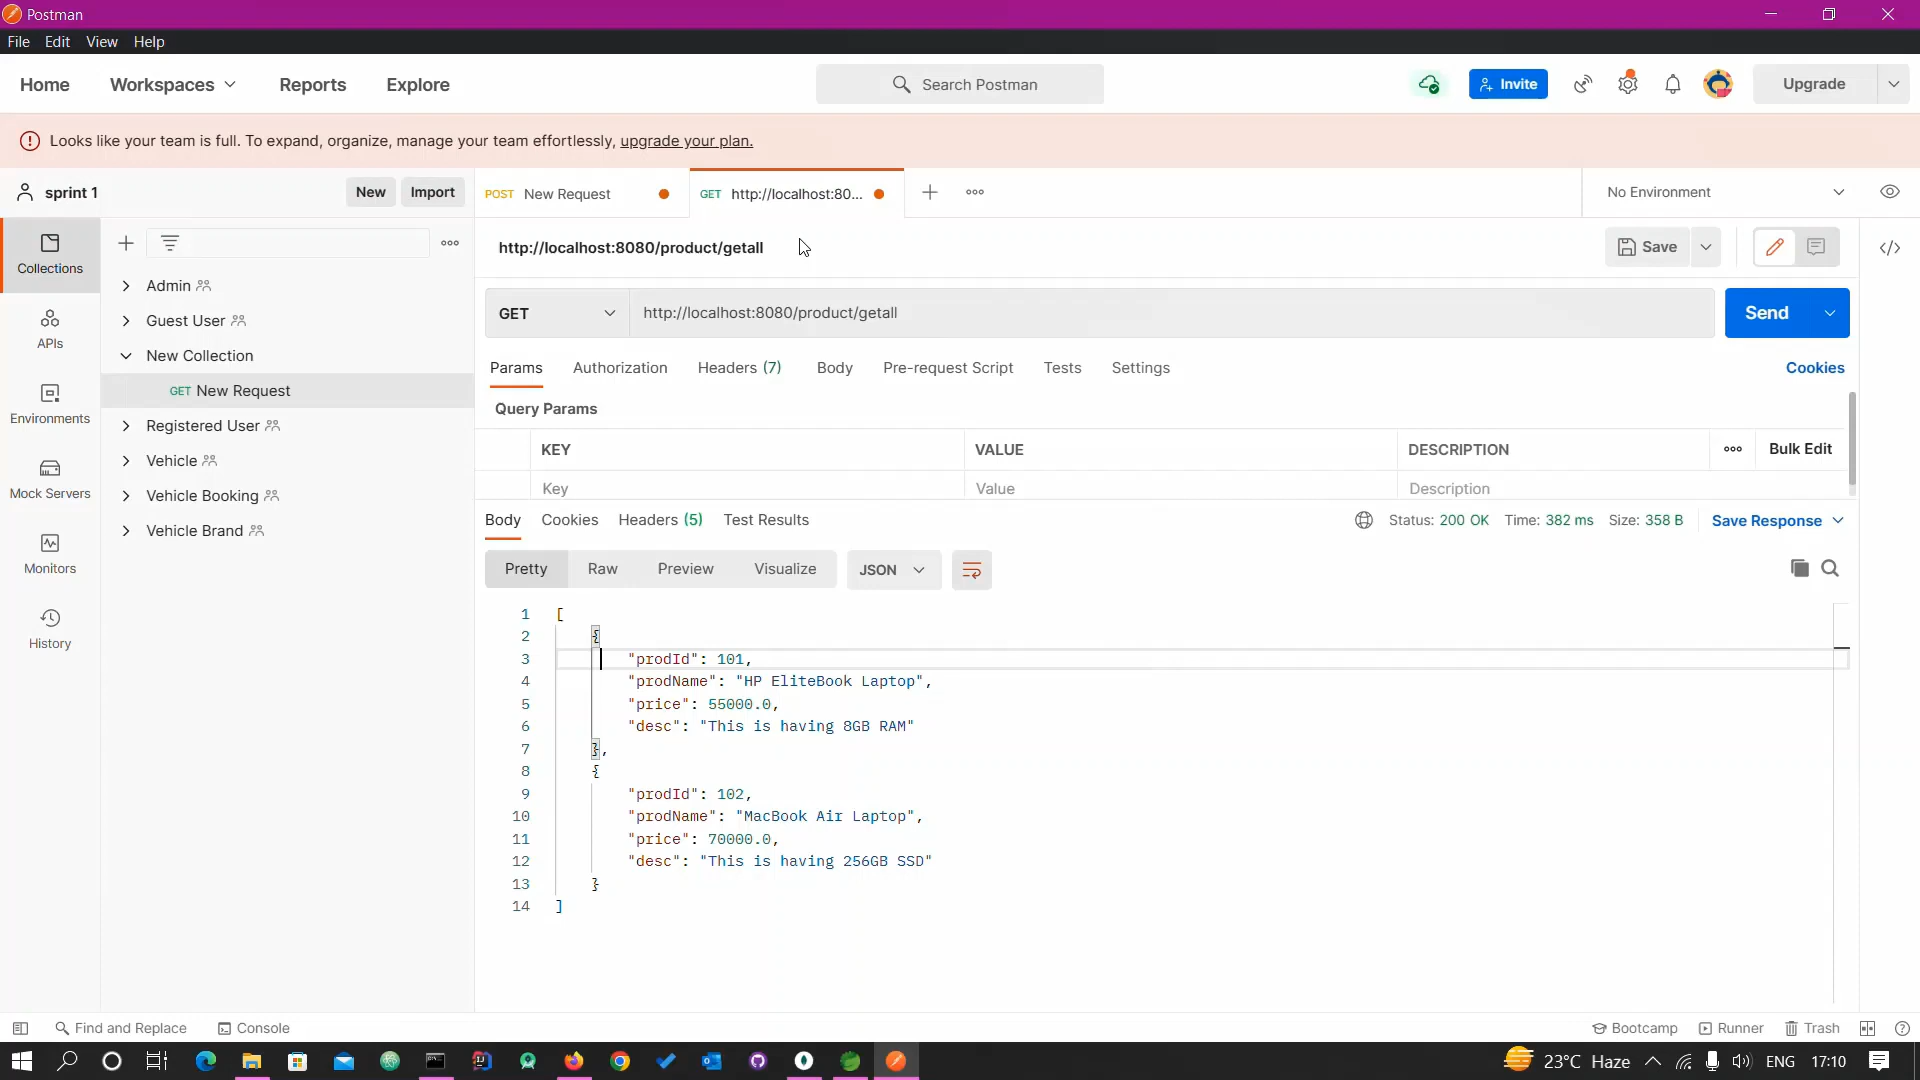 Postman
File Edit View Help
Home Workspaces Reports Explore Search Postman Invite Upgrade
Looks like your team is full. To expand, organize, manage your team effortlessly, upgrade your plan.
sprint 1 New Import POST New Request GET http://localhost:80... No Environment
Collections
APIs
Environments
Mock Servers
Monitors
History
Admin
Guest User
New Collection
GET New Request
Registered User
Vehicle
Vehicle Booking
Vehicle Brand
http://localhost:8080/product/getall Save
GET http://localhost:8080/product/getall Send
Params Authorization Headers (7) Body Pre-request Script Tests Settings Cookies
Query Params
KEY VALUE DESCRIPTION Bulk Edit
Key Value Description
Body Cookies Headers (5) Test Results Status: 200 OK Time: 382 ms Size: 358 B Save Response
Pretty Raw Preview Visualize JSON
1 [
2 {
3 "prodId": 101,
4 "prodName": "HP EliteBook Laptop",
5 "price": 55000.0,
6 "desc": "This is having 8GB RAM"
7 },
8 {
9 "prodId": 102,
10 "prodName": "MacBook Air Laptop",
11 "price": 70000.0,
12 "desc": "This is having 256GB SSD"
13 }
14 ]
Find and Replace Console Bootcamp Runner Trash
23°C Haze ENG 17:10